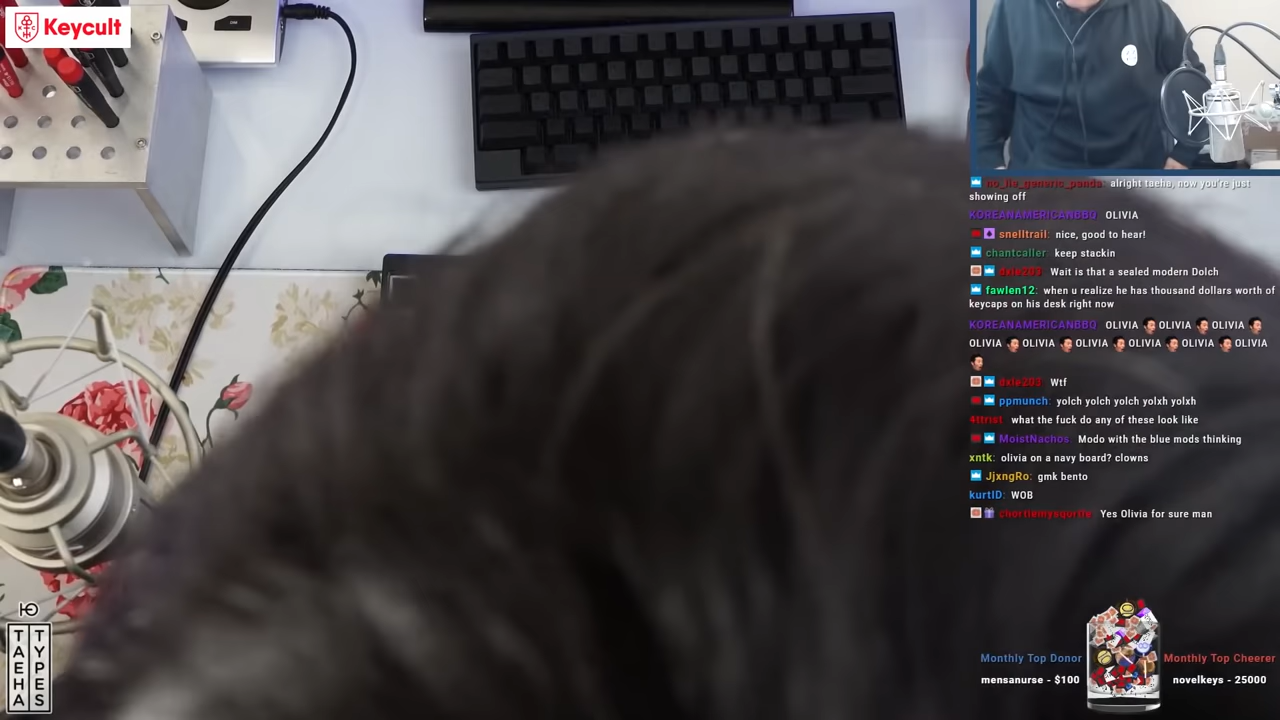 Keycult
no_lie_generic_panda: alright taeha, now you're just
showing off
KOREANAMERICANBBQ OLIVIA
snelltrail: nice, good to hear!
chantcaller: keep stackin
dxle203 Wait is that a sealed modern Dolch
fawlen12: when u realize he has thousand dollars worth of
keycaps on his desk right now
KOREANAMERICANBBQ OLIVIA OLIVIA OLIVIA
OLIVIA OLIVIA OLIVIA OLIVIA OLIVIA OLIVIA
dxle203 Wtf
ppmunch: yolch yolch yolch yolxh yolxh
4ttrist what the fuck do any of these look like
MoistNachos: Modo with the blue mods thinking
xntk: olivia on a navy board? clowns
JjxngRo: gmk bento
kurtID: WOB
chortlemysqortle Yes Olivia for sure man
TAEHA
TYPES
Monthly Top Donor
mensanurse - $100
Monthly Top Cheerer
novelkeys - 25000